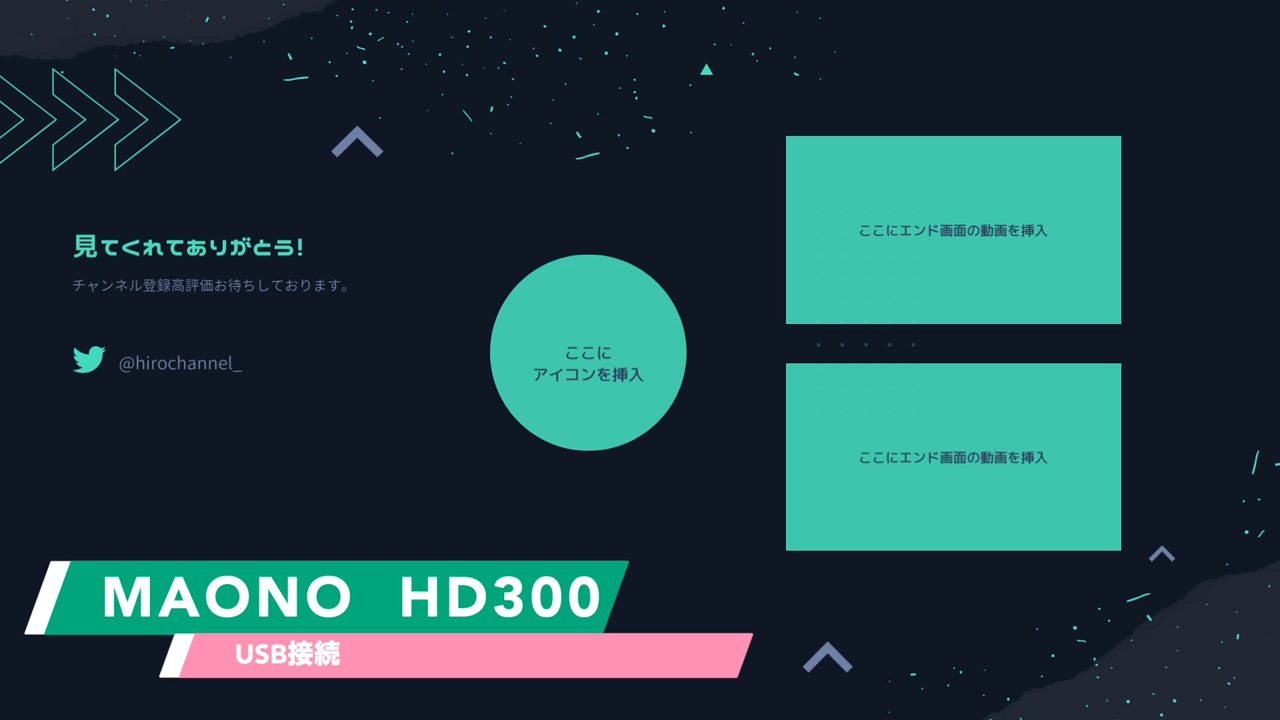 見てくれてありがとう!
チャンネル登録高評価お待ちしております。
@hirochannel_
ここに
アイコンを挿入
ここにエンド画面の動画を挿入
ここにエンド画面の動画を挿入
MAONO HD300
USB接続